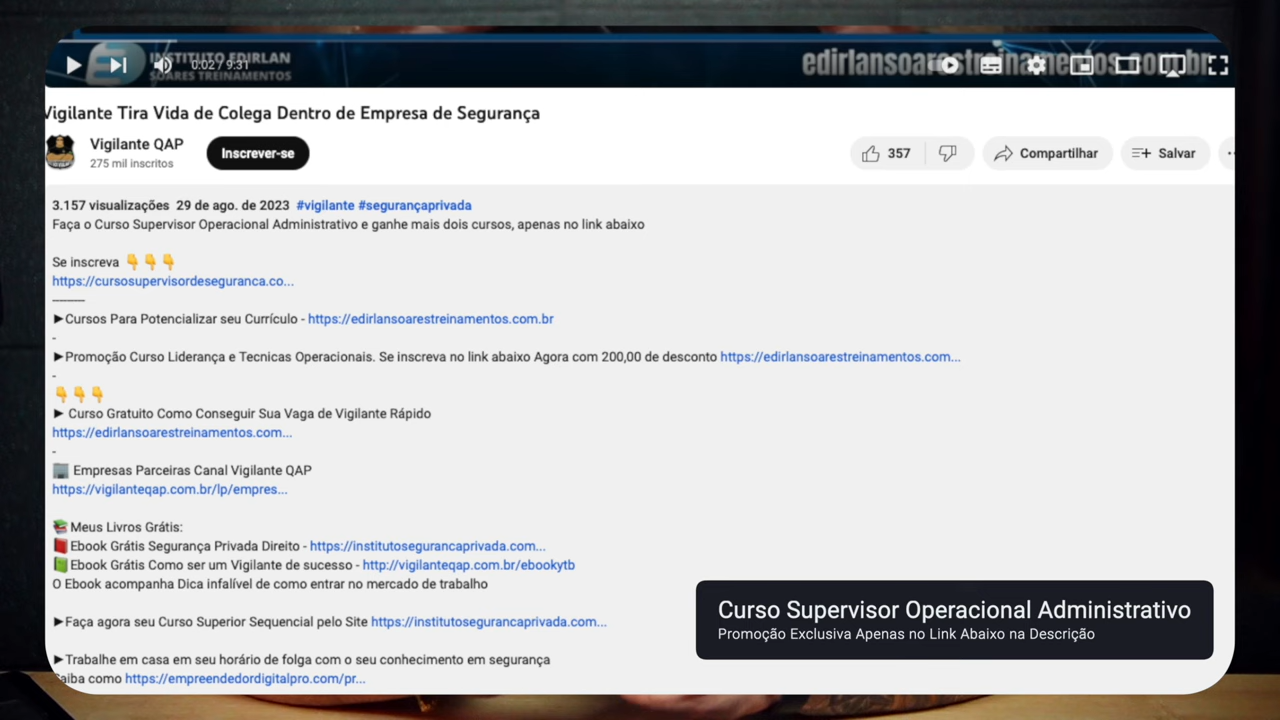 INSTITUTO EDIRLAN
SOARES TREINAMENTOS
0:02 / 9:31
edirlansoarestreinamentos.com.br
Vigilante Tira Vida de Colega Dentro de Empresa de Segurança
Vigilante QAP
275 mil inscritos
Inscrever-se
357
Compartilhar
Salvar
3.157 visualizações 29 de ago. de 2023 #vigilante #segurançaprivada
Faça o Curso Supervisor Operacional Administrativo e ganhe mais dois cursos, apenas no link abaixo
Se inscreva 👇 👇 👇
https://cursosupervisordeseguranca.co...
----------
►Cursos Para Potencializar seu Currículo - https://edirlansoarestreinamentos.com.br
-
►Promoção Curso Liderança e Tecnicas Operacionais. Se inscreva no link abaixo Agora com 200,00 de desconto https://edirlansoarestreinamentos.com...
-
👇 👇 👇
► Curso Gratuito Como Conseguir Sua Vaga de Vigilante Rápido
https://edirlansoarestreinamentos.com...
-
🏢 Empresas Parceiras Canal Vigilante QAP
https://vigilanteqap.com.br/lp/empres...
📚 Meus Livros Grátis:
📕 Ebook Grátis Segurança Privada Direito - https://institutosegurancaprivada.com...
📗 Ebook Grátis Como ser um Vigilante de sucesso - http://vigilanteqap.com.br/ebookytb
O Ebook acompanha Dica infalível de como entrar no mercado de trabalho
►Faça agora seu Curso Superior Sequencial pelo Site https://institutosegurancaprivada.com...
►Trabalhe em casa em seu horário de folga com o seu conhecimento em segurança
Saiba como https://empreendedordigitalpro.com/pr...
Curso Supervisor Operacional Administrativo
Promoção Exclusiva Apenas no Link Abaixo na Descrição